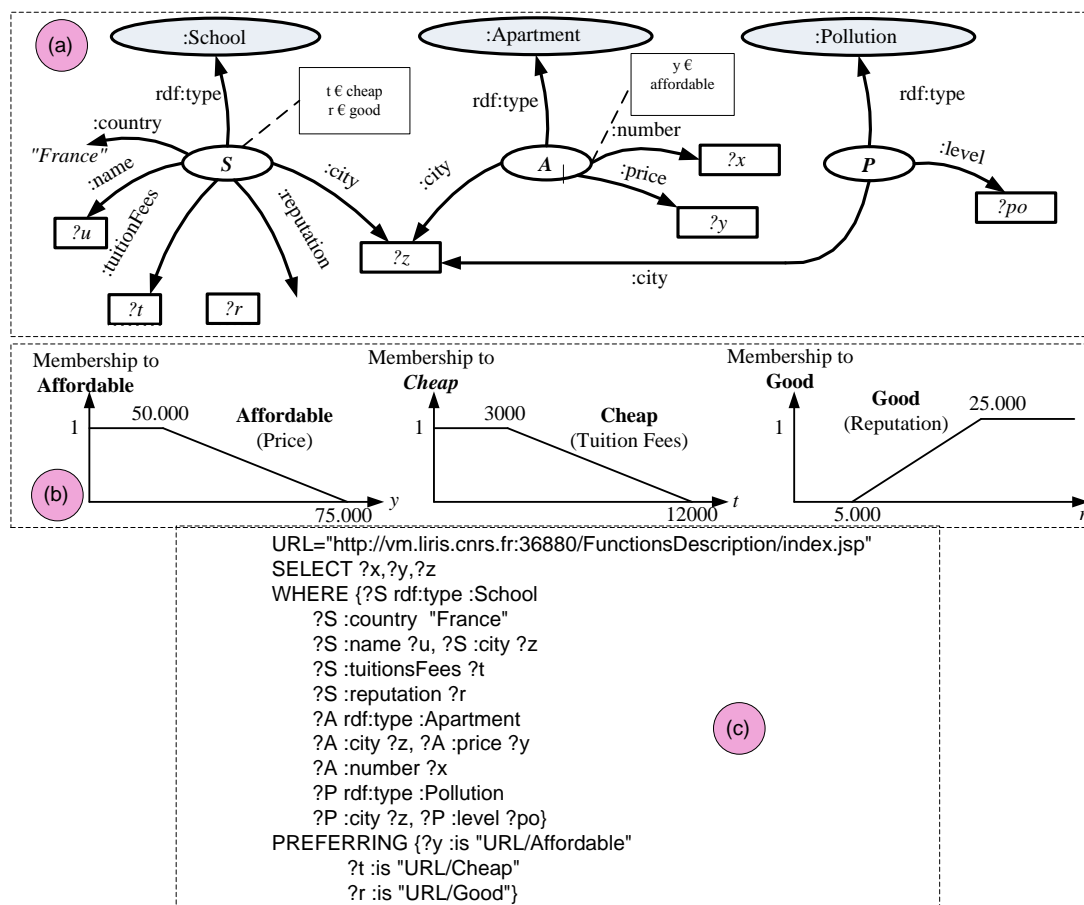 (a)
:School
:Apartment
:Pollution
t € cheap
r € good
y €
affordable
rdf:type
rdf:type
rdf:type
:country
"France"
:name
:tuitionFees
:reputation
:city
:city
:number
:price
:level
:city
S
A
P
?u
?t
?r
?z
?x
?y
?po
Membership to
Affordable
1
50.000
Affordable
(Price)
75.000
y
Membership to
Cheap
1
3000
Cheap
(Tuition Fees)
12000
t
Membership to
Good
1
Good
(Reputation)
25.000
5.000
(b)
URL="http://vm.liris.cnrs.fr:36880/FunctionsDescription/index.jsp"
SELECT ?x,?y,?z
WHERE {?S rdf:type :School
?S :country "France"
?S :name ?u, ?S :city ?z
?S :tuitionsFees ?t
?S :reputation ?r
?A rdf:type :Apartment
?A :city ?z, ?A :price ?y
?A :number ?x
?P rdf:type :Pollution
?P :city ?z, ?P :level ?po}
PREFERRING {?y :is "URL/Affordable"
?t :is "URL/Cheap"
?r :is "URL/Good"}
(c)